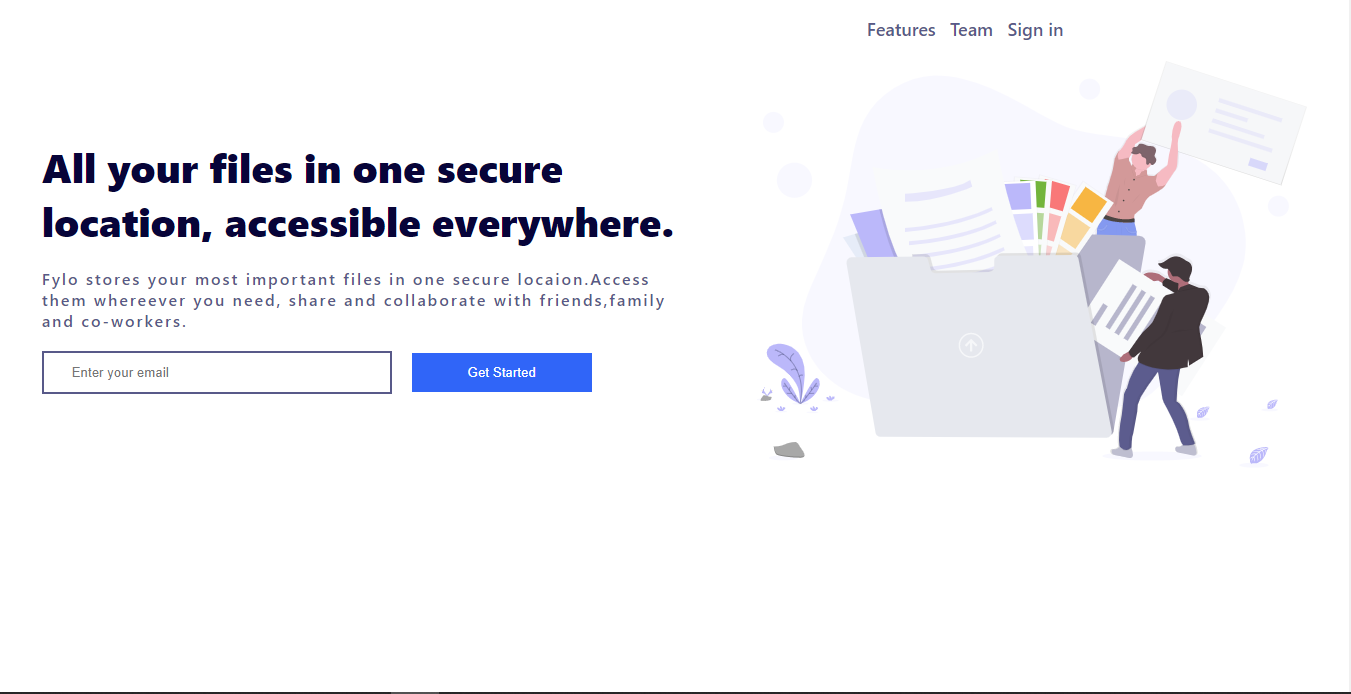 Features Team Sign in
All your files in one secure
location, accessible everywhere.
Fylo stores your most important files in one secure locaion.Access
them whereever you need, share and collaborate with friends,family
and co-workers.
Enter your email
Get Started